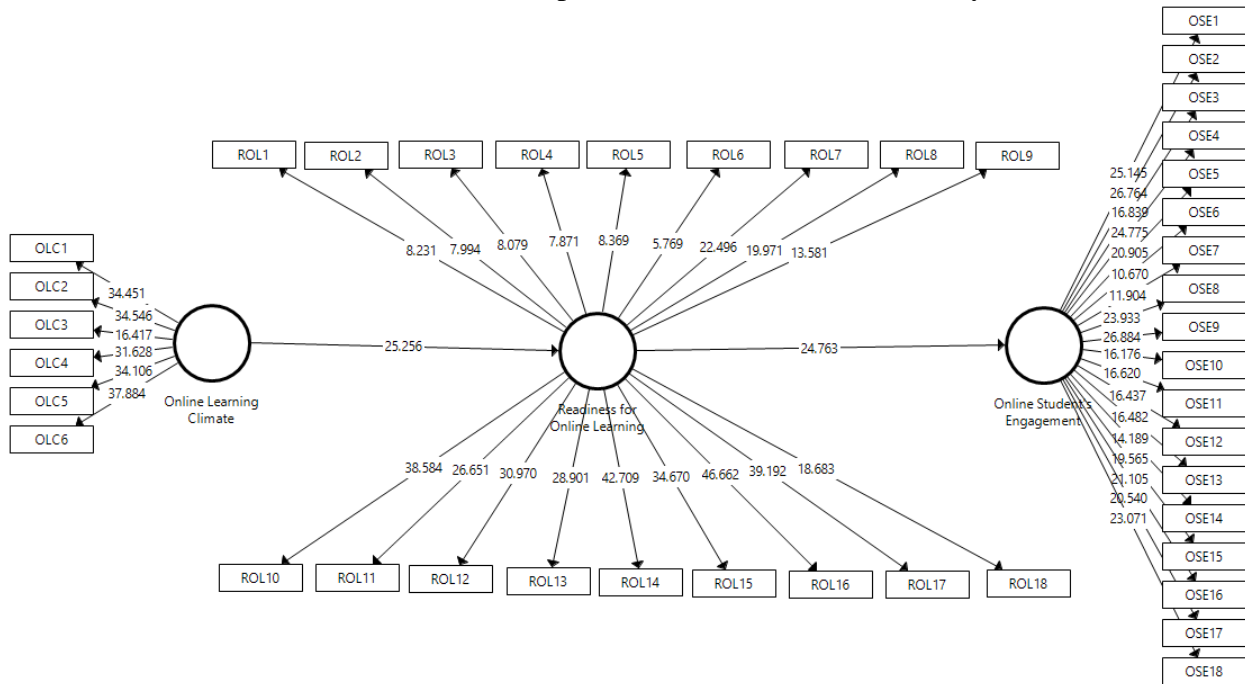 OSE1
OSE2
OSE3
OSE4
OSE5
OSE6
OSE7
OSE8
OSE9
OSE10
OSE11
OSE12
OSE13
OSE14
OSE15
OSE16
OSE17
OSE18
25.145
26.764
16.839
24.775
20.905
10.670
11.904
23.933
26.884
16.176
16.620
16.437
16.482
14.189
19.565
21.105
20.540
23.071
ROL1 ROL2 ROL3 ROL4 ROL5 ROL6 ROL7 ROL8 ROL9
8.231 7.994 8.079 7.871 8.369 5.769 22.496 19.971 13.581
OLC1
OLC2
OLC3
OLC4
OLC5
OLC6
34.451
34.546
16.417
31.628
34.106
37.884
Online Learning
Climate
25.256
Readiness for
Online Learning
24.763
Online Student's
Engagement
38.584 26.651 30.970 28.901 42.709 34.670 46.662 39.192 18.683
ROL10 ROL11 ROL12 ROL13 ROL14 ROL15 ROL16 ROL17 ROL18